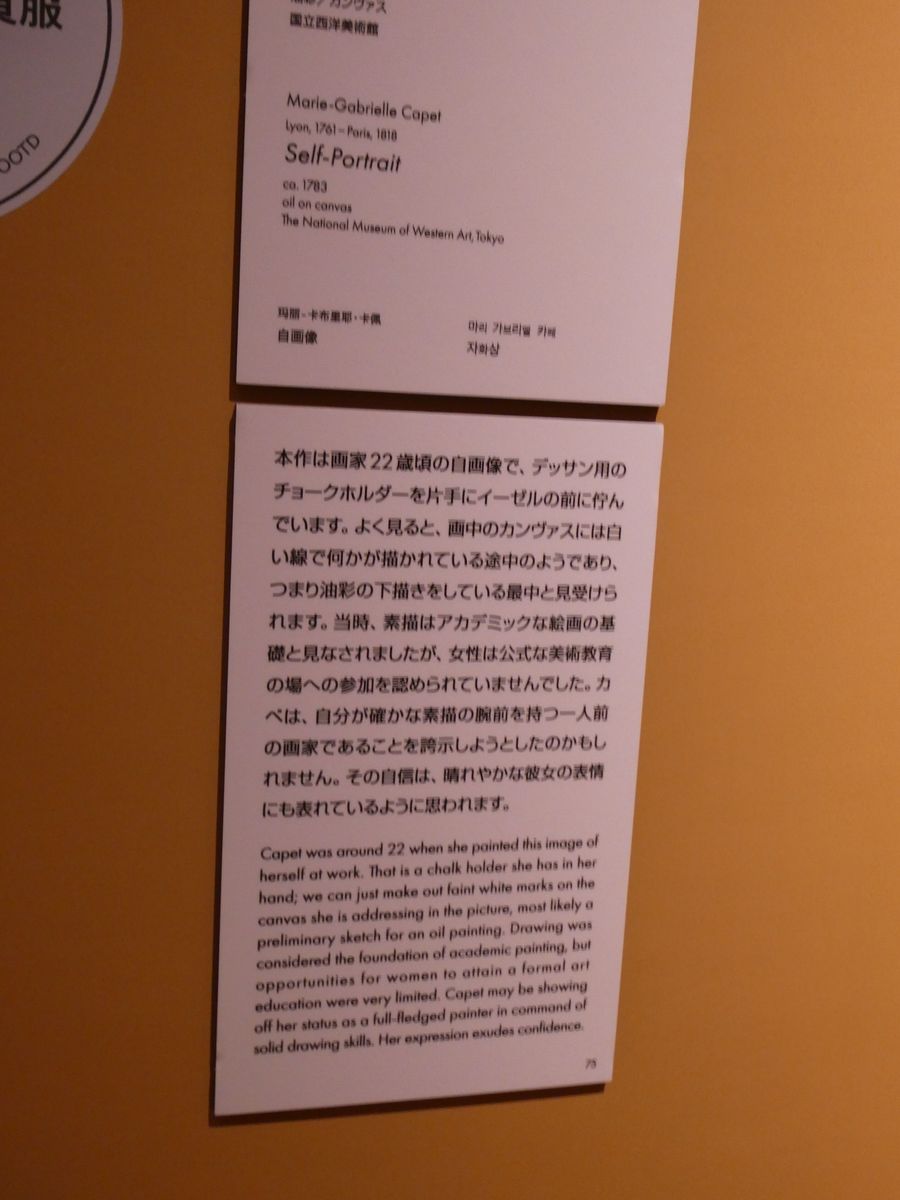 服
OOTD
国立西洋美術館
Marie-Gabrielle Capet
Lyon, 1761–Paris, 1818
Self-Portrait
ca. 1783
oil on canvas
The National Museum of Western Art, Tokyo
玛丽-卡布里耶·卡佩
自画像
마리 가브리엘 카페
자화상
本作は画家22歳頃の自画像で、デッサン用の
チョークホルダーを片手にイーゼルの前に佇ん
でいます。よく見ると、画中のカンヴァスには白
い線で何かが描かれている途中のようであり、
つまり油彩の下描きをしている最中と見受けら
れます。当時、素描はアカデミックな絵画の基
礎と見なされましたが、女性は公式な美術教育
の場への参加を認められていませんでした。カ
ペは、自分が確かな素描の腕前を持つ一人前
の画家であることを誇示しようとしたのかもし
れません。その自信は、晴れやかな彼女の表情
にも表れているように思われます。
Capet was around 22 when she painted this image of
herself at work. That is a chalk holder she has in her
hand; we can just make out faint white marks on the
canvas she is addressing in the picture, most likely a
preliminary sketch for an oil painting. Drawing was
considered the foundation of academic painting, but
opportunities for women to attain a formal art
education were very limited. Capet may be showing
off her status as a full-fledged painter in command of
solid drawing skills. Her expression exudes confidence.
75